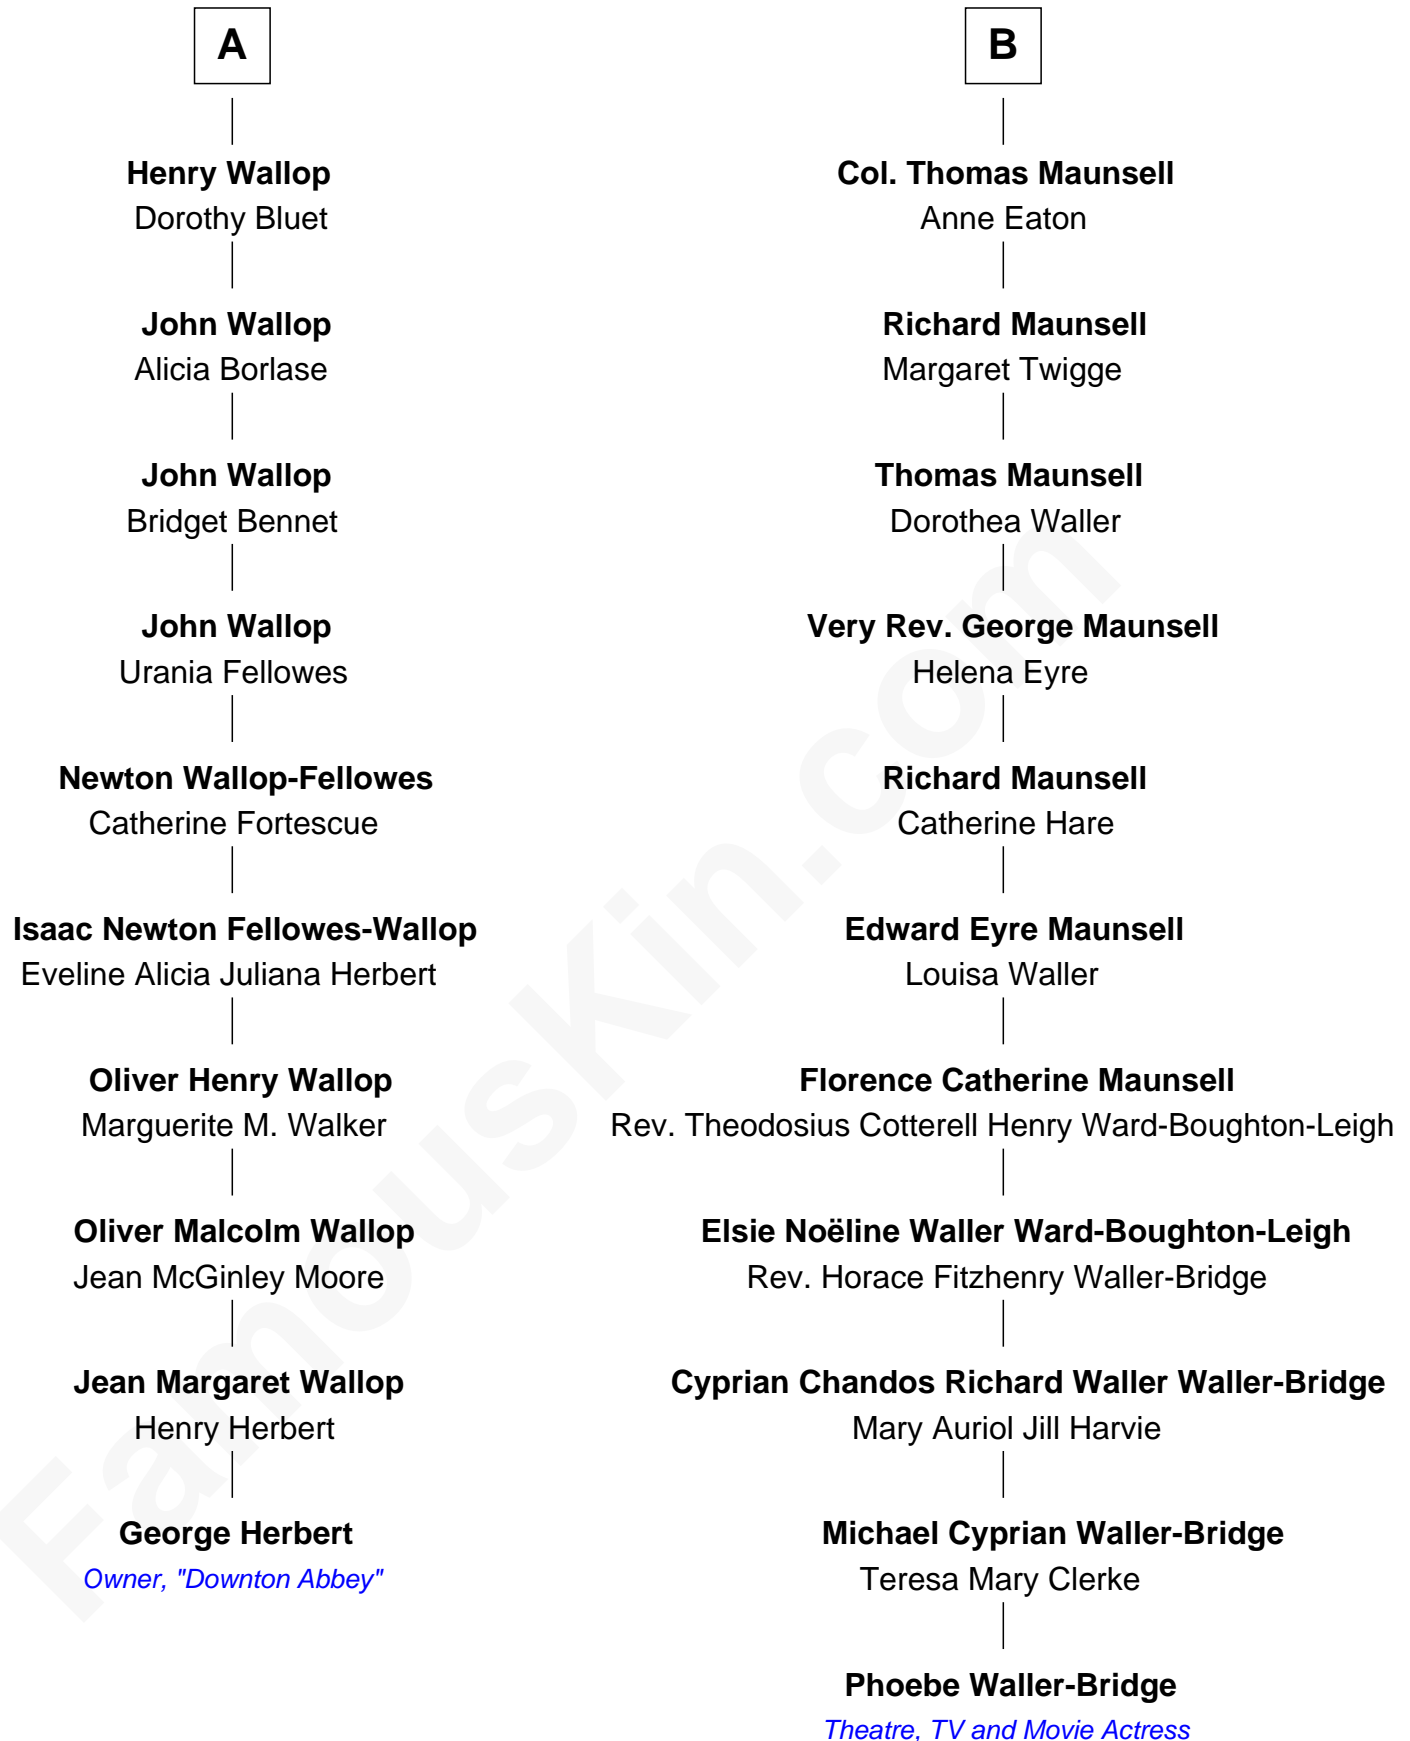 A
Henry Wallop
Dorothy Bluet
John Wallop
Alicia Borlase
John Wallop
Bridget Bennet
John Wallop
Urania Fellowes
Newton Wallop-Fellowes
Catherine Fortescue
Isaac Newton Fellowes-Wallop
Eveline Alicia Juliana Herbert
Oliver Henry Wallop
Marguerite M. Walker
Oliver Malcolm Wallop
Jean McGinley Moore
Jean Margaret Wallop
Henry Herbert
George Herbert
Owner, "Downton Abbey"
B
Col. Thomas Maunsell
Anne Eaton
Richard Maunsell
Margaret Twigge
Thomas Maunsell
Dorothea Waller
Very Rev. George Maunsell
Helena Eyre
Richard Maunsell
Catherine Hare
Edward Eyre Maunsell
Louisa Waller
Florence Catherine Maunsell
Rev. Theodosius Cotterell Henry Ward-Boughton-Leigh
Elsie Noëline Waller Ward-Boughton-Leigh
Rev. Horace Fitzhenry Waller-Bridge
Cyprian Chandos Richard Waller Waller-Bridge
Mary Auriol Jill Harvie
Michael Cyprian Waller-Bridge
Teresa Mary Clerke
Phoebe Waller-Bridge
Theatre, TV and Movie Actress
FamousKin.com